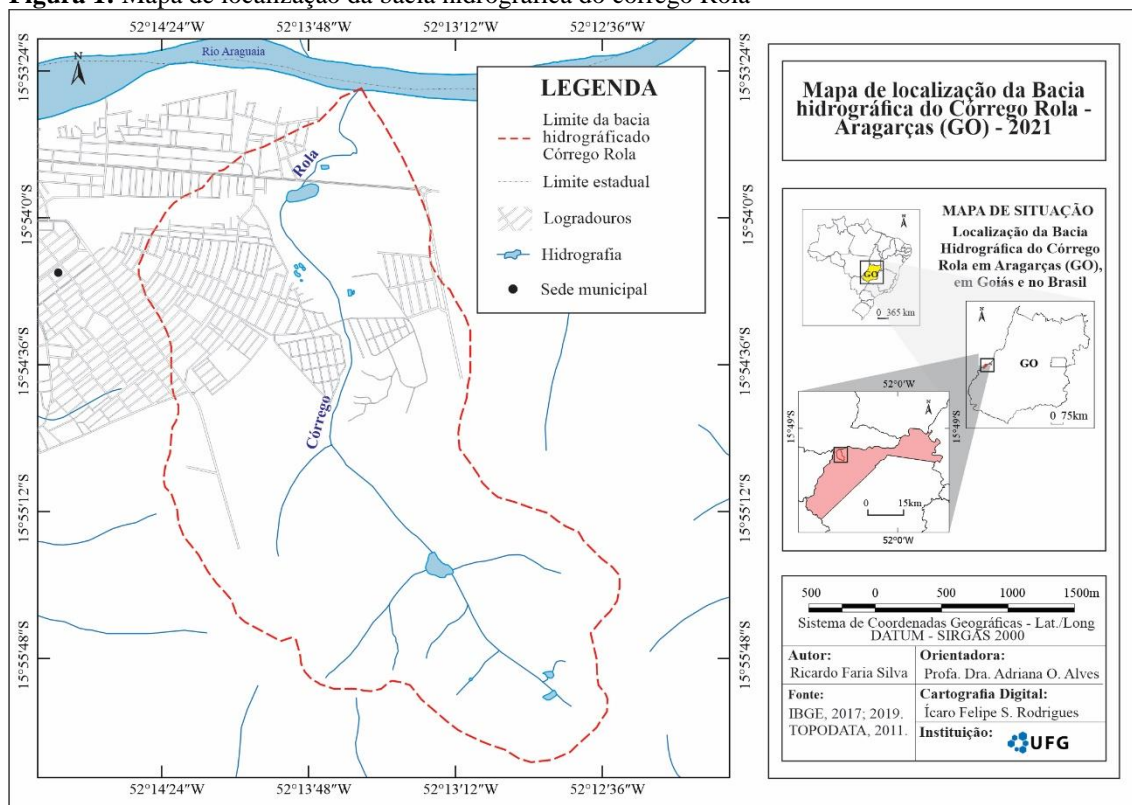 Figura 1: Mapa de localização da bacia hidrográfica do córrego Rola
52°14'24"W
52°13'48"W
52°13'12"W
52°12'36"W
15°53'24"S
15°54'0"S
15°54'36"S
15°55'12"S
15°55'48"S
N
Rio Araguaia
Rola
Córrego
LEGENDA
Limite da bacia
hidrográficado
Córrego Rola
Limite estadual
Logradouros
Hidrografia
Sede municipal
15°53'24"S
15°54'0"S
15°54'36"S
15°55'12"S
15°55'48"S
52°14'24"W
52°13'48"W
52°13'12"W
52°12'36"W
Mapa de localização da Bacia
hidrográfica do Córrego Rola -
Aragarças (GO) - 2021
MAPA DE SITUAÇÃO
Localização da Bacia
Hidrográfica do Córrego
Rola em Aragarças (GO),
em Goiás e no Brasil
N
GO
0 365 km
N
GO
0 75km
52°0'W
N
15°49'S
15°49'S
0 15km
52°0'W
500 0 500 1000 1500m
Sistema de Coordenadas Geográficas - Lat./Long
DATUM - SIRGAS 2000
Autor:
Ricardo Faria Silva
Orientadora:
Profa. Dra. Adriana O. Alves
Fonte:
IBGE, 2017; 2019.
TOPODATA, 2011.
Cartografia Digital:
Ícaro Felipe S. Rodrigues
Instituição:
UFG